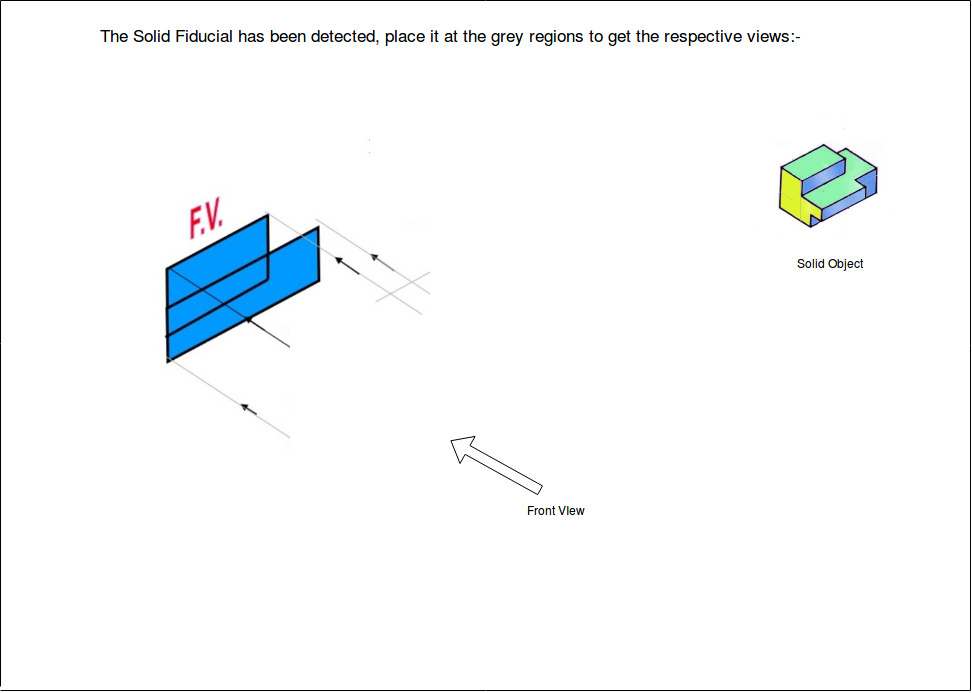 The Solid Fiducial has been detected, place it at the grey regions to get the respective views:-
F.V.
Solid Object
Front VIew